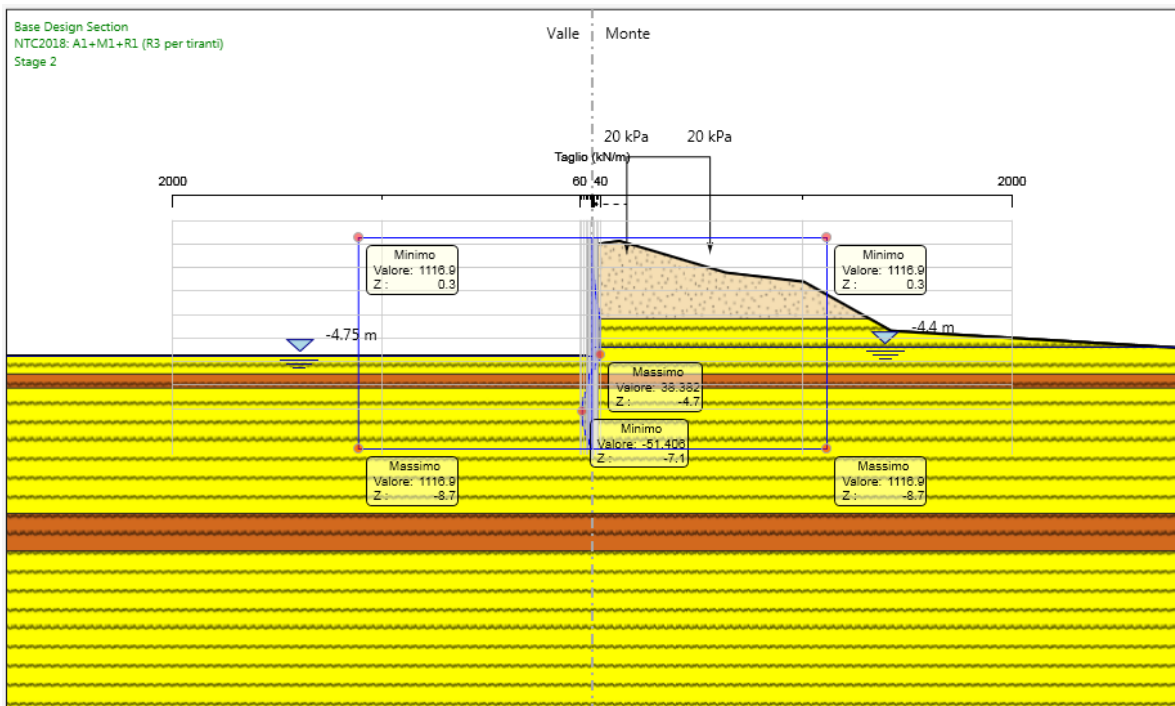 Base Design Section
NTC2018: A1+M1+R1 (R3 per tiranti)
Stage 2
Valle
Monte
20 kPa
20 kPa
Taglio (kN/m)
2000
60
40
2000
Minimo
Valore: 1116.9
Z : 0.3
Minimo
Valore: 1116.9
Z : 0.3
-4.75 m
-4.4 m
Massimo
Valore: 38.382
Z : -4.7
Minimo
Valore: -51.406
Z : -7.1
Massimo
Valore: 1116.9
Z : -8.7
Massimo
Valore: 1116.9
Z : -8.7